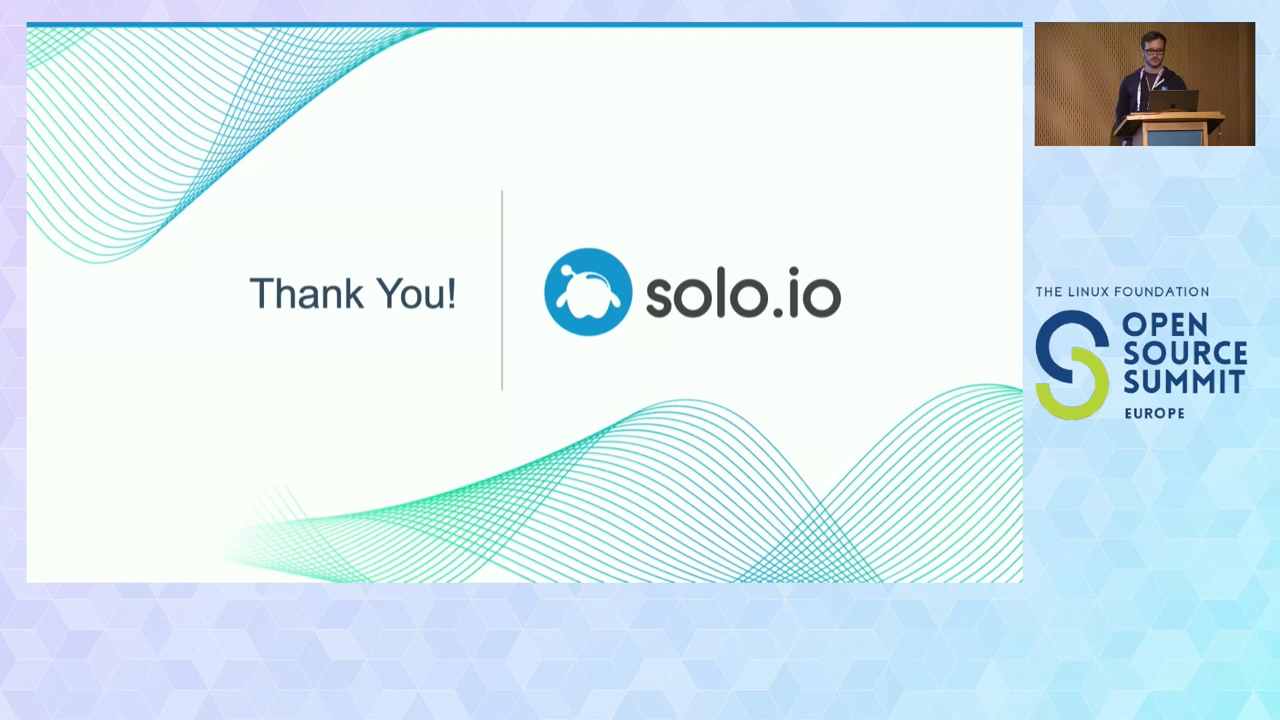 Thank You!
solo.io
THE LINUX FOUNDATION
OPEN
SOURCE
SUMMIT
EUROPE